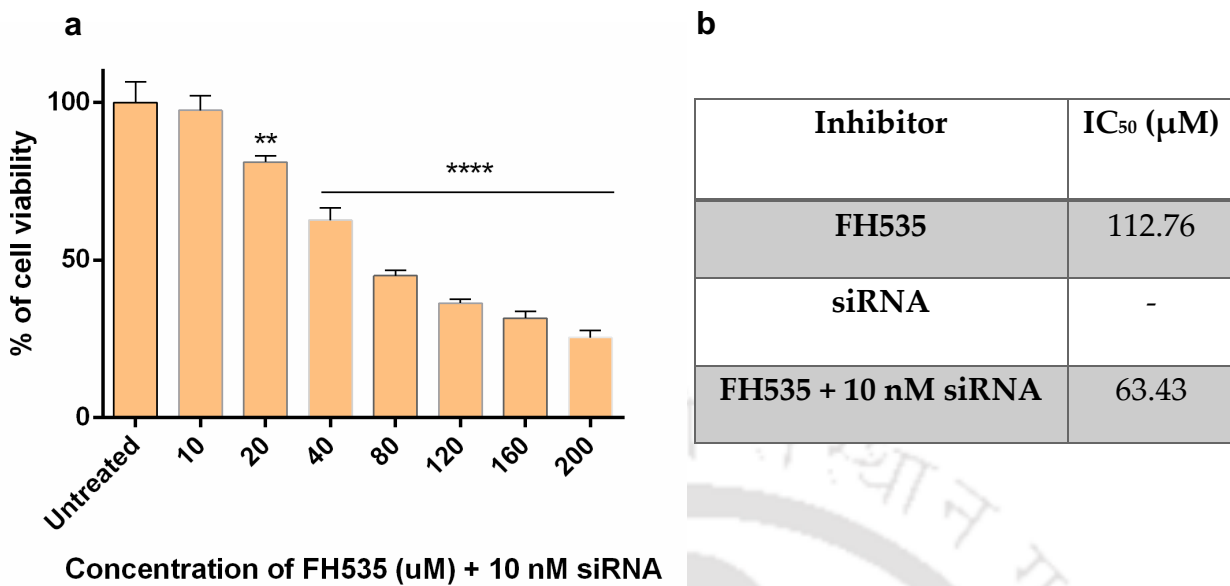 a
100
50
0
% of cell viability
**
****
Untreated
10
20
40
80
120
160
200
Concentration of FH535 (uM) + 10 nM siRNA
b
Inhibitor IC₅₀ (μM)
FH535 112.76
siRNA -
FH535 + 10 nM siRNA 63.43